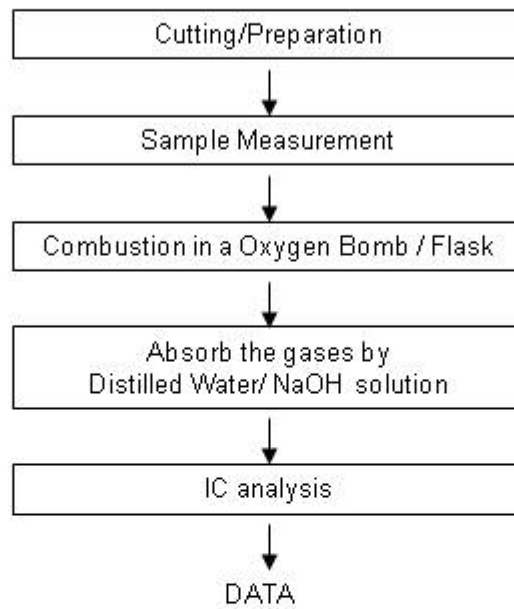 Cutting/Preparation
Sample Measurement
Combustion in a Oxygen Bomb / Flask
Absorb the gases by
Distilled Water/ NaOH solution
IC analysis
DATA